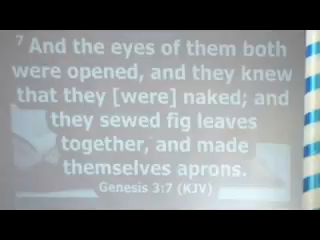 7 And the eyes of them both
were opened, and they knew
that they [were] naked; and
they sewed fig leaves
together, and made
themselves aprons.
Genesis 3:7 (KJV)